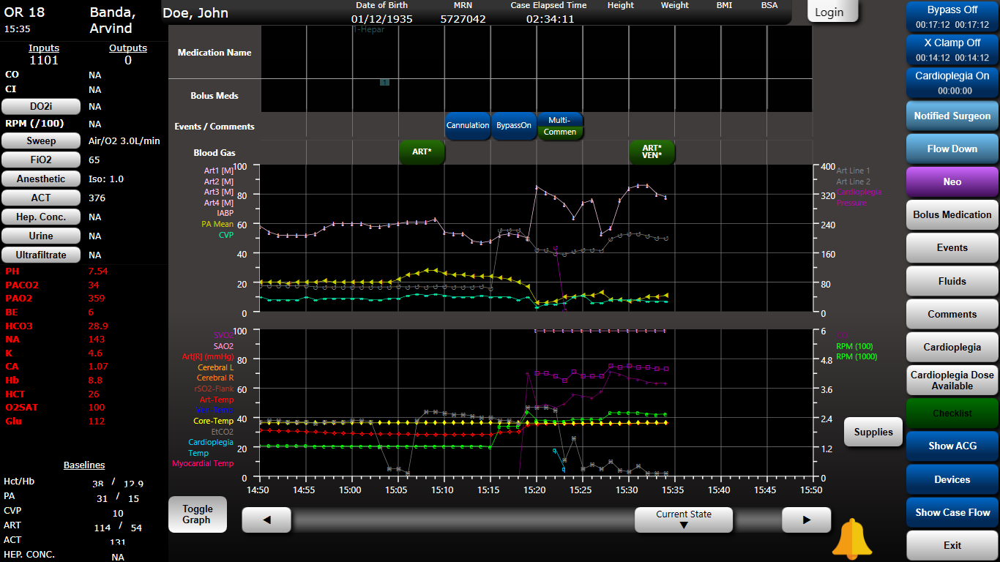 OR 18
Banda, Arvind
15:35
Doe, John
Date of Birth
01/12/1935
MRN
5727042
Case Elapsed Time
02:34:11
Height
Weight
BMI
BSA
Login
Inputs
1101
Outputs
0
CO NA
CI NA
DO2i NA
RPM (/100) NA
Sweep Air/O2 3.0L/min
FiO2 65
Anesthetic Iso: 1.0
ACT 376
Hep. Conc. NA
Urine NA
Ultrafiltrate NA
PH 7.54
PACO2 34
PAO2 359
BE 6
HCO3 28.9
NA 143
K 4.6
CA 1.07
Hb 8.8
HCT 26
O2SAT 100
Glu 112
Baselines
Hct/Hb 38 / 12.9
PA 31 / 15
CVP 10
ART 114 / 54
ACT 131
HEP. CONC. NA
T-Hepar
Medication Name
1
Bolus Meds
Events / Comments
Cannulation
BypassOn
Multi-
Commen
Blood Gas
ART*
ART*
VEN*
100
80
60
40
20
0
Art1 [M]
Art2 [M]
Art3 [M]
Art4 [M]
IABP
PA Mean
CVP
400
320
240
160
80
0
Art Line 1
Art Line 2
Cardioplegia
Pressure
100
80
60
40
20
0
SVO2
SAO2
Art[R] (mmHg)
Cerebral L
Cerebral R
rSO2-Flank
Art-Temp
Ven-Temp
Core-Temp
EtCO2
Cardioplegia
Temp
Myocardial Temp
6
4.8
3.6
2.4
1.2
0
RPM (100)
RPM (1000)
14:50 14:55 15:00 15:05 15:10 15:15 15:20 15:25 15:30 15:35 15:40 15:45 15:50
Toggle
Graph
◄
Current State
▼
►
Supplies
Bypass Off
00:17:12 00:17:12
X Clamp Off
00:14:12 00:14:12
Cardioplegia On
00:00:00
Notified Surgeon
Flow Down
Neo
Bolus Medication
Events
Fluids
Comments
Cardioplegia
Cardioplegia Dose
Available
Checklist
Show ACG
Devices
Show Case Flow
Exit